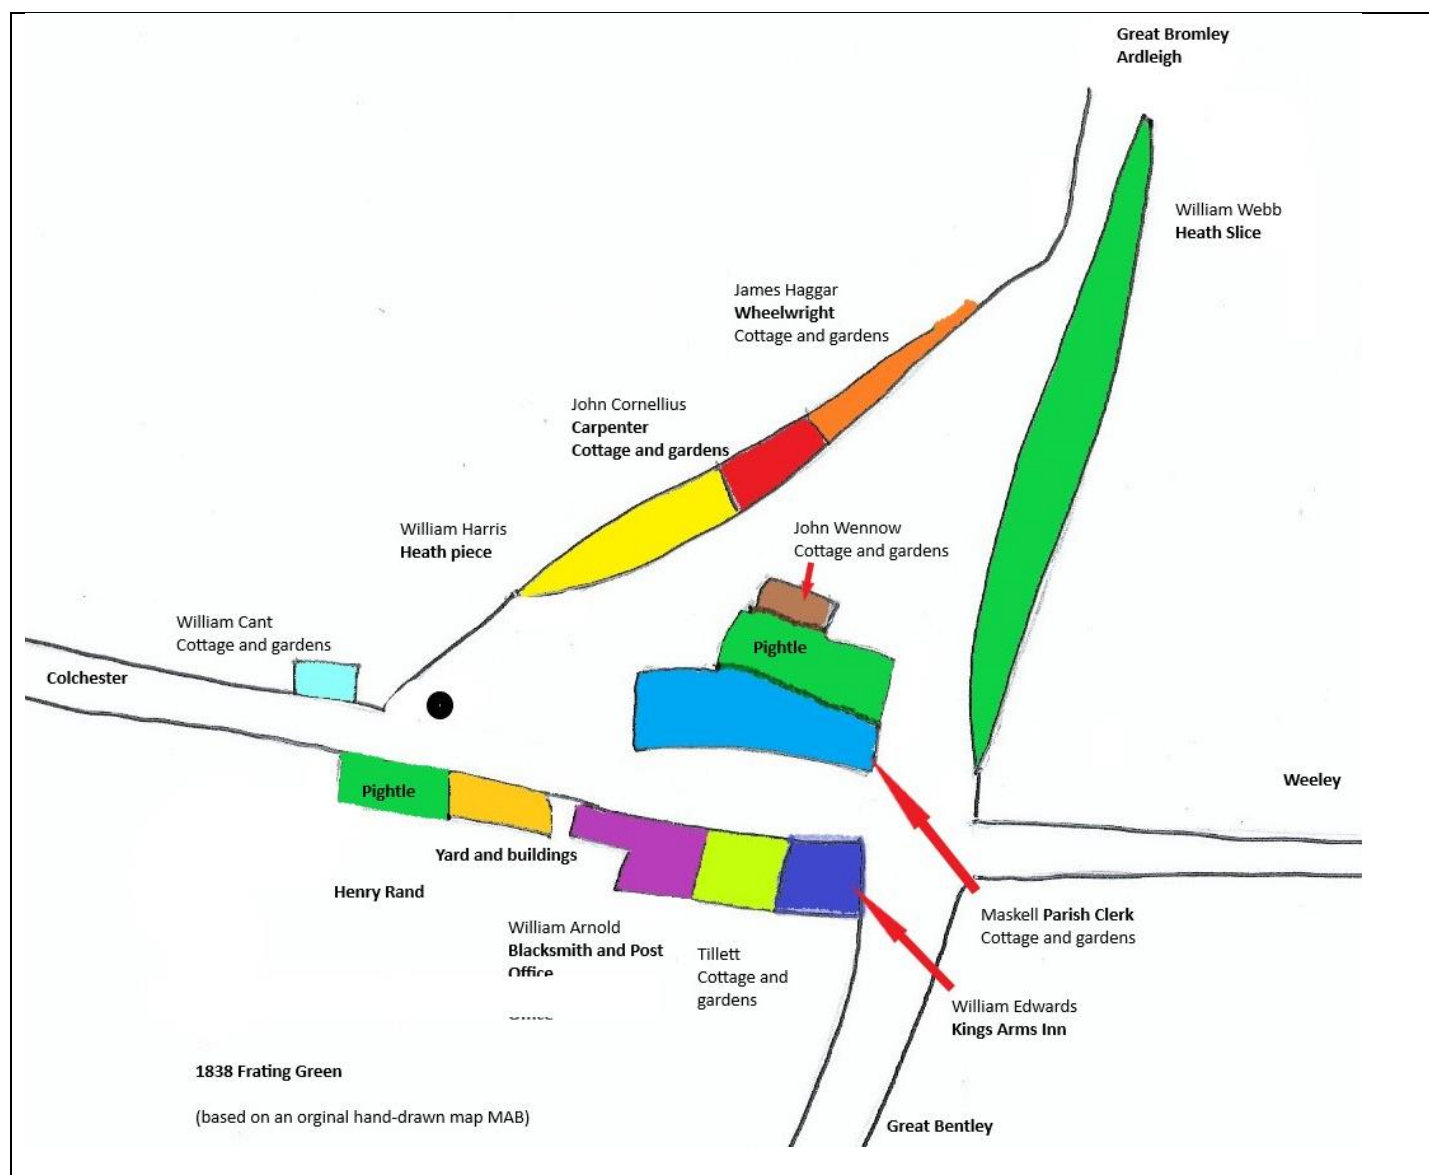 Great Bromley
Ardleigh
William Webb
Heath Slice
James Haggar
Wheelwright
Cottage and gardens
John Cornellius
Carpenter
Cottage and gardens
William Harris
Heath piece
John Wennow
Cottage and gardens
William Cant
Cottage and gardens
Colchester
Pightle
Weeley
Pightle
Yard and buildings
Henry Rand
Maskell Parish Clerk
Cottage and gardens
William Arnold
Blacksmith and Post
Office
Tillett
Cottage and
gardens
William Edwards
Kings Arms Inn
1838 Frating Green
(based on an orginal hand-drawn map MAB)
Great Bentley